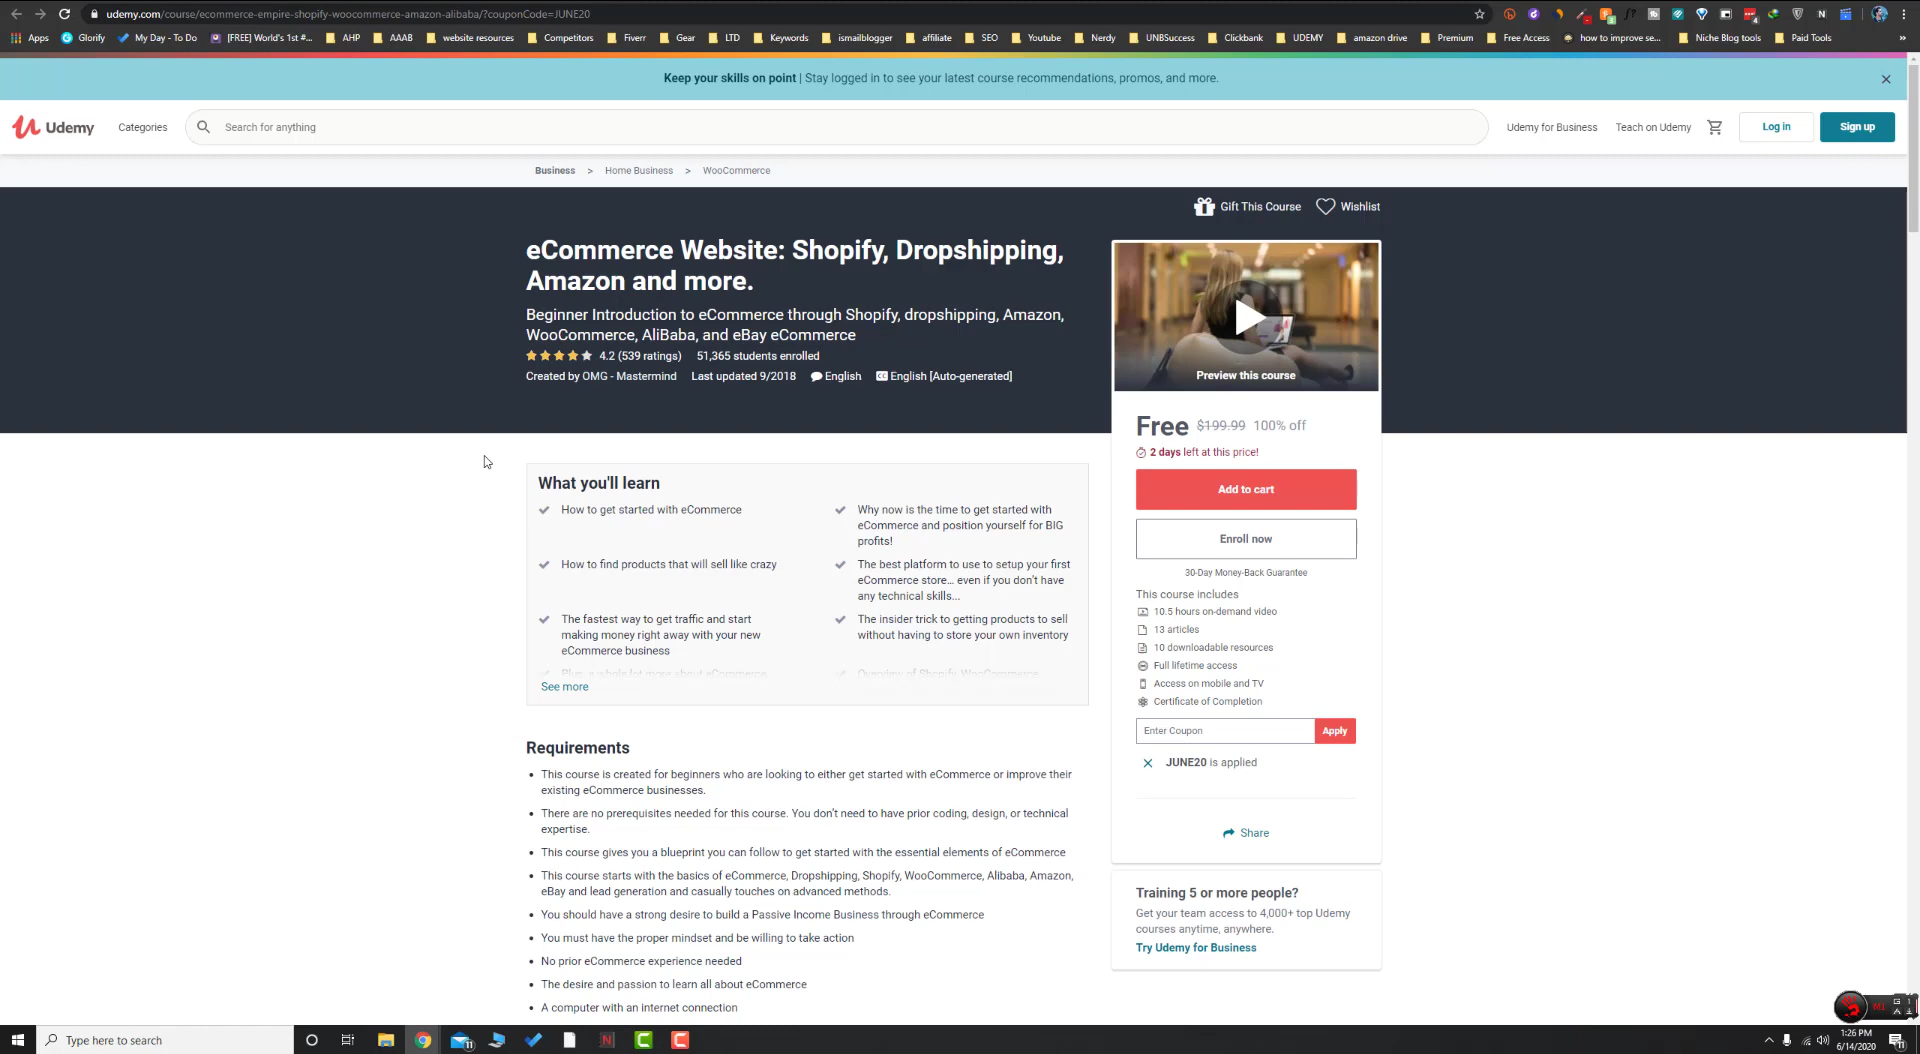 udemy.com/course/ecommerce-empire-shopify-woocommerce-amazon-alibaba/?couponCode=JUNE20
Apps Glorify My Day - To Do [FREE] World's 1st #... AHP AAAB website resources Competitors Fiverr Gear LTD Keywords ismailblogger affiliate SEO Youtube Nerdy UNBSuccess Clickbank UDEMY amazon drive Premium Free Access how to improve se... Niche Blog tools Paid Tools »
Keep your skills on point | Stay logged in to see your latest course recommendations, promos, and more.
Udemy Categories Search for anything Udemy for Business Teach on Udemy Log in Sign up
Business > Home Business > WooCommerce
Gift This Course Wishlist
eCommerce Website: Shopify, Dropshipping,
Amazon and more.
Beginner Introduction to eCommerce through Shopify, dropshipping, Amazon,
WooCommerce, AliBaba, and eBay eCommerce
4.2 (539 ratings) 51,365 students enrolled
Created by OMG - Mastermind Last updated 9/2018 English English [Auto-generated]
Preview this course
Free $199.99 100% off
2 days left at this price!
Add to cart
Enroll now
30-Day Money-Back Guarantee
This course includes
10.5 hours on-demand video
13 articles
10 downloadable resources
Full lifetime access
Access on mobile and TV
Certificate of Completion
Enter Coupon Apply
JUNE20 is applied
Share
Training 5 or more people?
Get your team access to 4,000+ top Udemy
courses anytime, anywhere.
Try Udemy for Business
What you'll learn
How to get started with eCommerce
Why now is the time to get started with
eCommerce and position yourself for BIG
profits!
How to find products that will sell like crazy
The best platform to use to setup your first
eCommerce store... even if you don't have
any technical skills...
The fastest way to get traffic and start
making money right away with your new
eCommerce business
The insider trick to getting products to sell
without having to store your own inventory
Plus, a whole lot more about eCommerce
Overview of Shopify, WooCommerce,
See more
Requirements
This course is created for beginners who are looking to either get started with eCommerce or improve their
existing eCommerce businesses.
There are no prerequisites needed for this course. You don't need to have prior coding, design, or technical
expertise.
This course gives you a blueprint you can follow to get started with the essential elements of eCommerce
This course starts with the basics of eCommerce, Dropshipping, Shopify, WooCommerce, Alibaba, Amazon,
eBay and lead generation and casually touches on advanced methods.
You should have a strong desire to build a Passive Income Business through eCommerce
You must have the proper mindset and be willing to take action
No prior eCommerce experience needed
The desire and passion to learn all about eCommerce
A computer with an internet connection
Type here to search
11
1:26 PM
6/14/2020